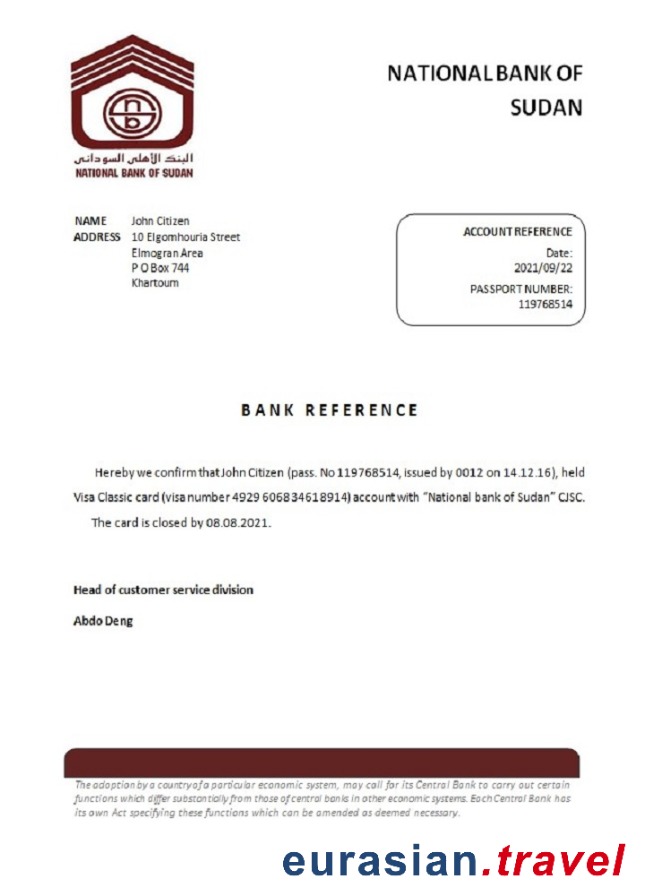 NATIONAL BANK OF
SUDAN
nb
البنك الأهلي السوداني
NATIONAL BANK OF SUDAN
NAME John Citizen
ADDRESS 10 Elgomhouria Street
Elmogran Area
P O Box 744
Khartoum
ACCOUNT REFERENCE
Date:
2021/09/22
PASSPORT NUMBER:
119768514
BANK REFERENCE
Hereby we confirm that John Citizen (pass. No 119768514, issued by 0012 on 14.12.16), held
Visa Classic card (visa number 4929 606834618914) account with “National bank of Sudan” CJSC.
The card is closed by 08.08.2021.
Head of customer service division
Abdo Deng
The adoption by a country of a particular economic system, may call for its Central Bank to carry out certain
functions which differ substantially from those of central banks in other economic systems. Each Central Bank has
its own Act specifying these functions which can be amended as deemed necessary.
eurasian.travel